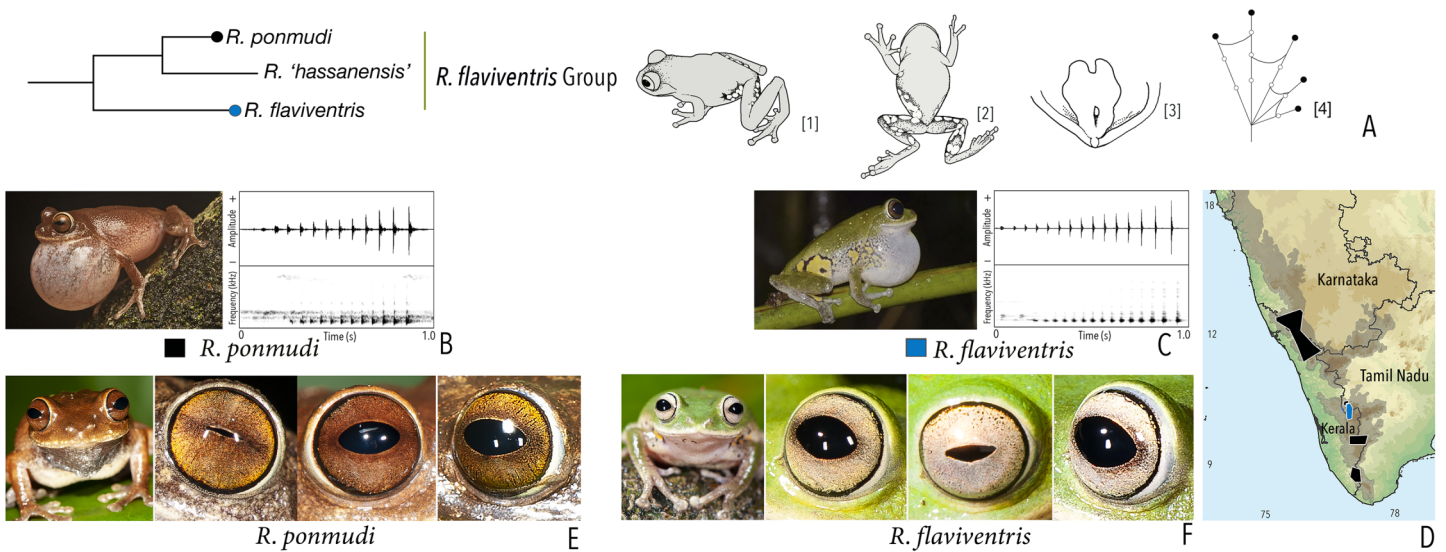 R. ponmudi
R. 'hassanensis'
R. flaviventris
R. flaviventris Group
[1]
[2]
[3]
[4]
A
+
Amplitude
–
Frequency (kHz)
0
Time (s)
1.0
R. ponmudi
B
+
Amplitude
–
Frequency (kHz)
0
Time (s)
1.0
R. flaviventris
C
18
12
9
75
78
Karnataka
Tamil Nadu
Kerala
D
R. ponmudi
E
R. flaviventris
F